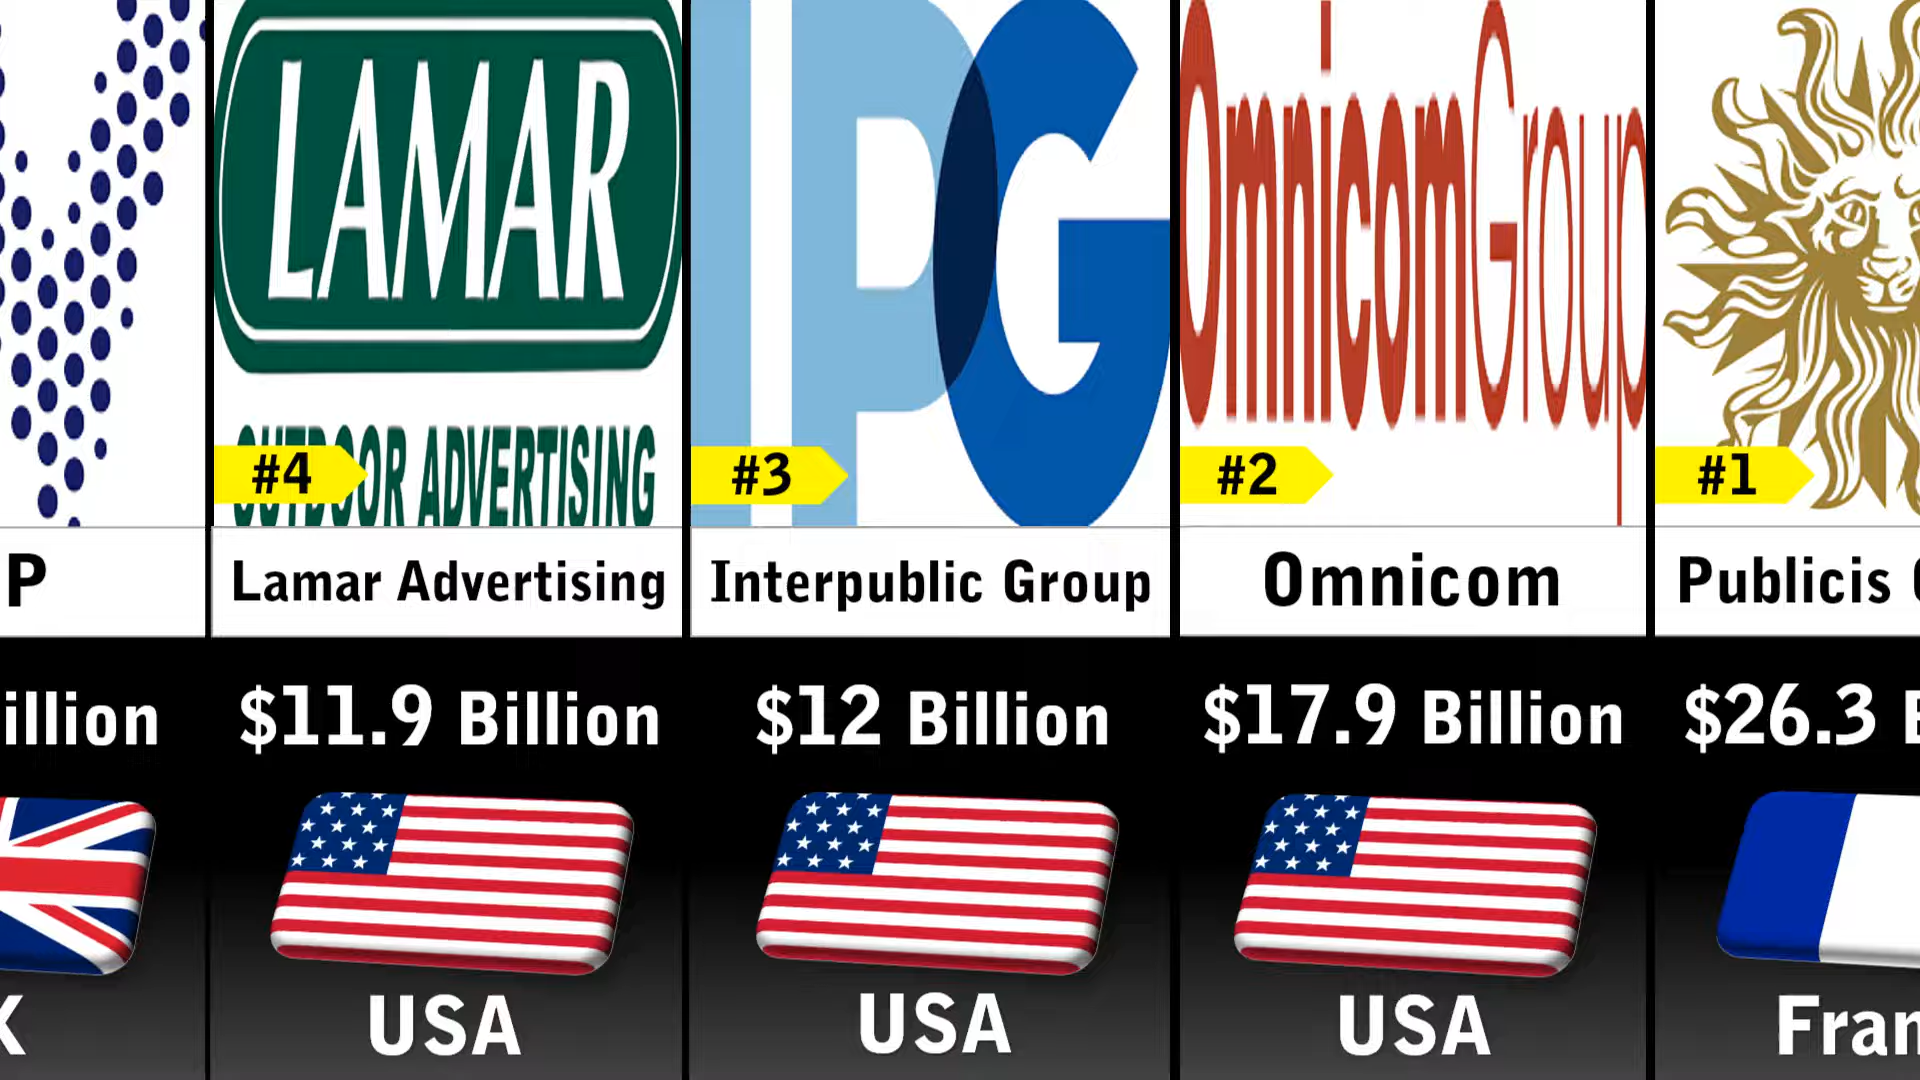 LAMAR
OUTDOOR ADVERTISING
IPG
OmnicomGroup
#4
#3
#2
#1
P
Lamar Advertising
Interpublic Group
Omnicom
Publicis
illion
$11.9 Billion
$12 Billion
$17.9 Billion
$26.3 B
K
USA
USA
USA
Fran